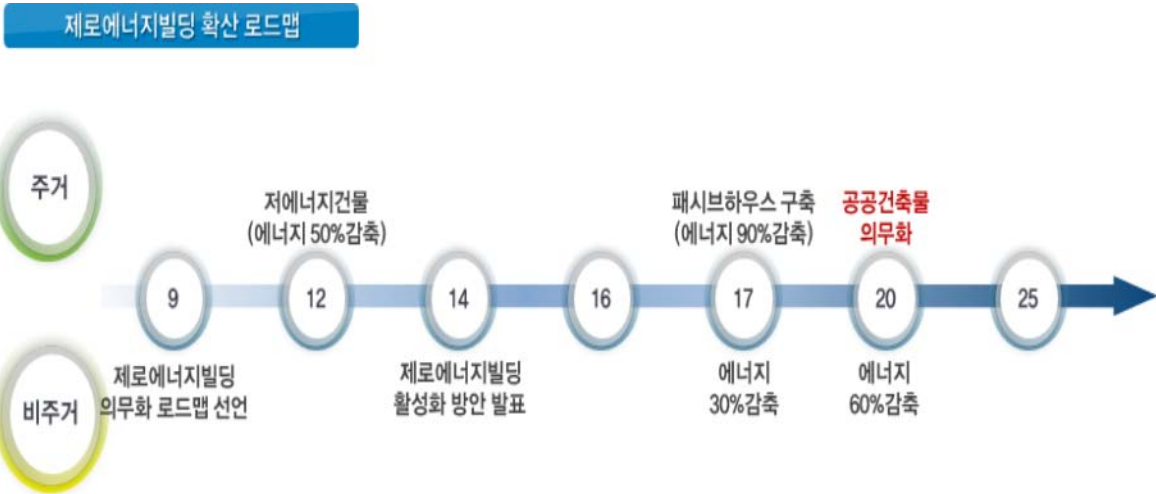 제로에너지빌딩 확산 로드맵
주거
저에너지건물
(에너지 50%감축)
패시브하우스 구축
(에너지 90%감축)
공공건축물
의무화
9
12
14
16
17
20
25
비주거
제로에너지빌딩
의무화 로드맵 선언
제로에너지빌딩
활성화 방안 발표
에너지
30%감축
에너지
60%감축